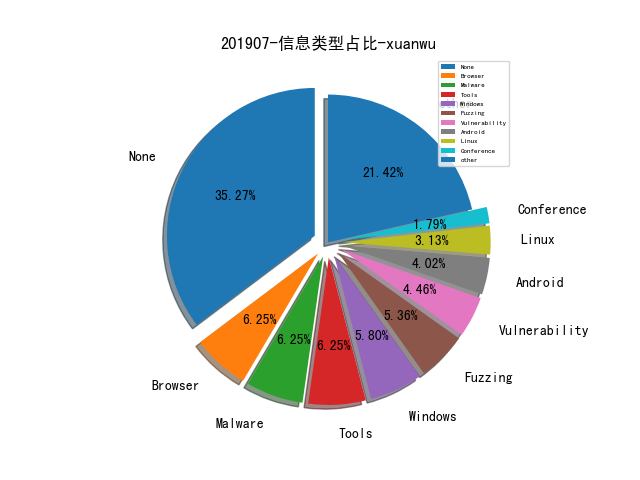 201907-信息类型占比-xuanwu
None
Browser
Malware
Tools
Windows
Fuzzing
Vulnerability
Android
Linux
Conference
other
None
35.27%
21.42%
Conference
1.79%
Linux
3.13%
Android
4.02%
4.46%
Vulnerability
5.36%
Fuzzing
5.80%
Windows
6.25%
Tools
6.25%
Malware
6.25%
Browser